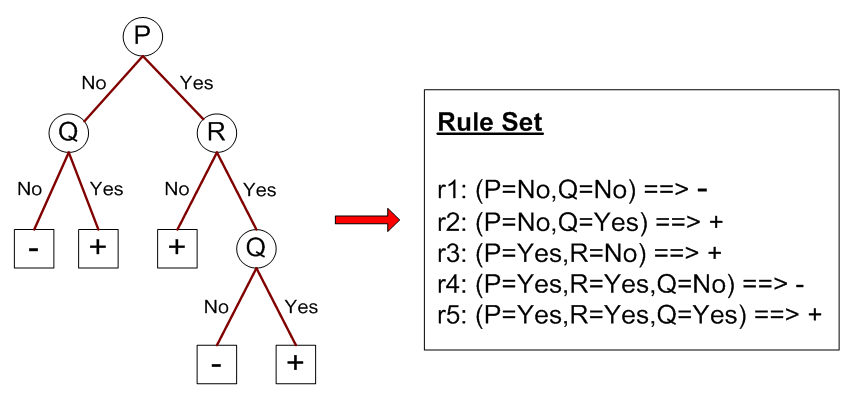 P
No
Yes
Q
R
No
Yes
No
Yes
-
+
+
Q
No
Yes
-
+
Rule Set
r1: (P=No,Q=No) ==> -
r2: (P=No,Q=Yes) ==> +
r3: (P=Yes,R=No) ==> +
r4: (P=Yes,R=Yes,Q=No) ==> -
r5: (P=Yes,R=Yes,Q=Yes) ==> +